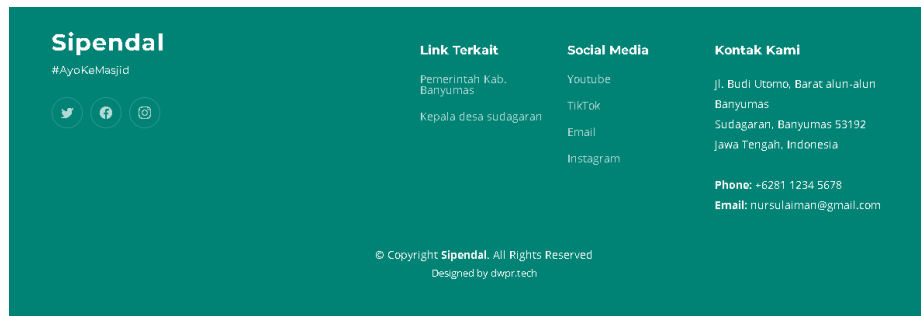 Sipendal
#AyoKeMasjid
Link Terkait
Pemerintah Kab.
Banyumas
Kepala desa sudagaran
Social Media
Youtube
TikTok
Email
Instagram
Kontak Kami
Jl. Budi Utomo, Barat alun-alun
Banyumas
Sudagaran, Banyumas 53192
Jawa Tengah, Indonesia
Phone: +6281 1234 5678
Email: nursulaiman@gmail.com
© Copyright Sipendal. All Rights Reserved
Designed by dwpr.tech